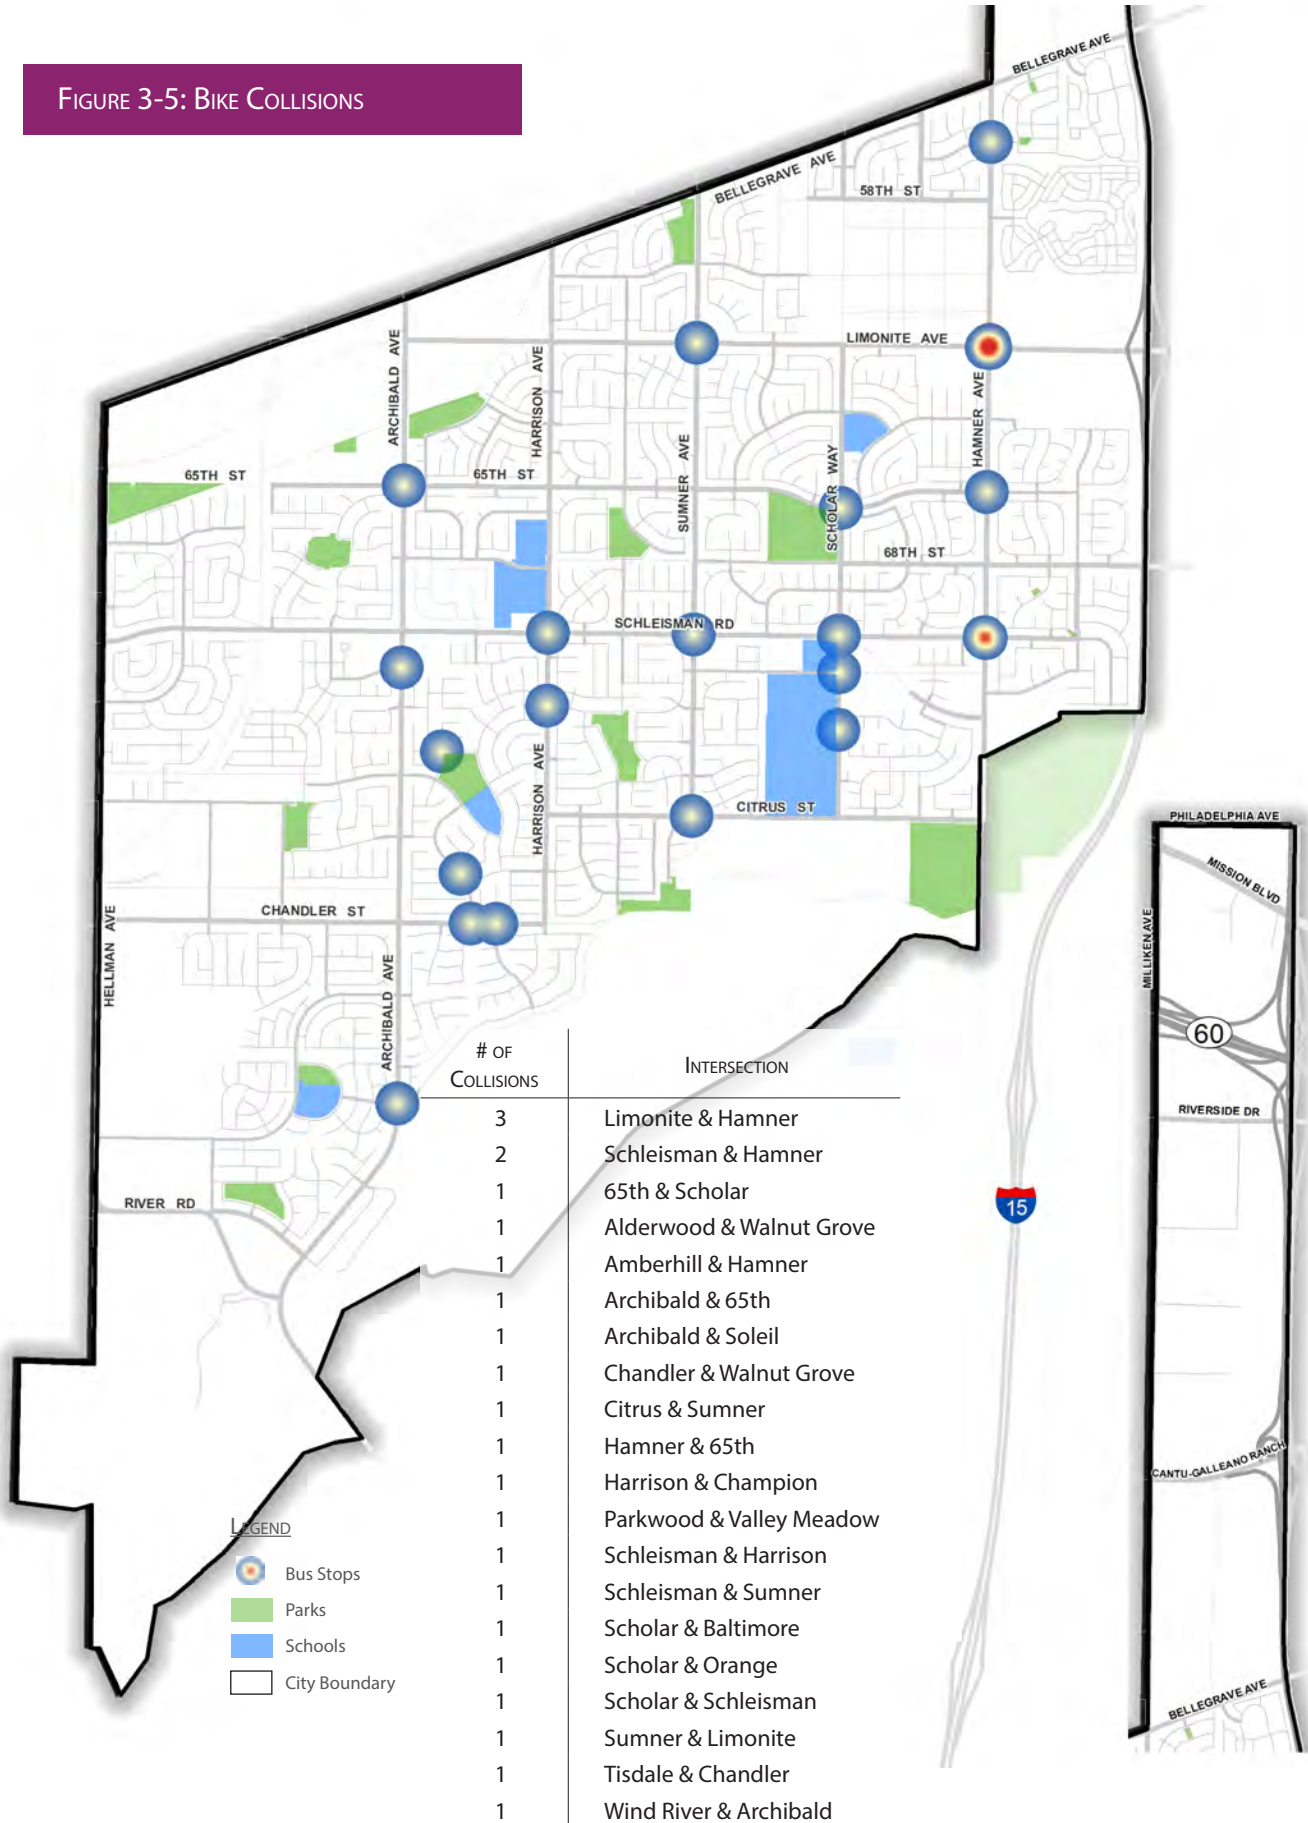 FIGURE 3-5: BIKE COLLISIONS
BELLEGRAVE AVE
BELLEGRAVE AVE
58TH ST
LIMONITE AVE
ARCHIBALD AVE
HARRISON AVE
HAMNER AVE
SUMNER AVE
SCHOLAR WAY
65TH ST
65TH ST
68TH ST
SCHLEISMAN RD
HARRISON AVE
CITRUS ST
CHANDLER ST
HELLMAN AVE
ARCHIBALD AVE
RIVER RD
PHILADELPHIA AVE
MISSION BLVD
MILLIKEN AVE
60
RIVERSIDE DR
15
CANTU-GALLEANO RANCH
BELLEGRAVE AVE
# OF COLLISIONS INTERSECTION
3 Limonite & Hamner
2 Schleisman & Hamner
1 65th & Scholar
1 Alderwood & Walnut Grove
1 Amberhill & Hamner
1 Archibald & 65th
1 Archibald & Soleil
1 Chandler & Walnut Grove
1 Citrus & Sumner
1 Hamner & 65th
1 Harrison & Champion
1 Parkwood & Valley Meadow
1 Schleisman & Harrison
1 Schleisman & Sumner
1 Scholar & Baltimore
1 Scholar & Orange
1 Scholar & Schleisman
1 Sumner & Limonite
1 Tisdale & Chandler
1 Wind River & Archibald
LEGEND
Bus Stops
Parks
Schools
City Boundary